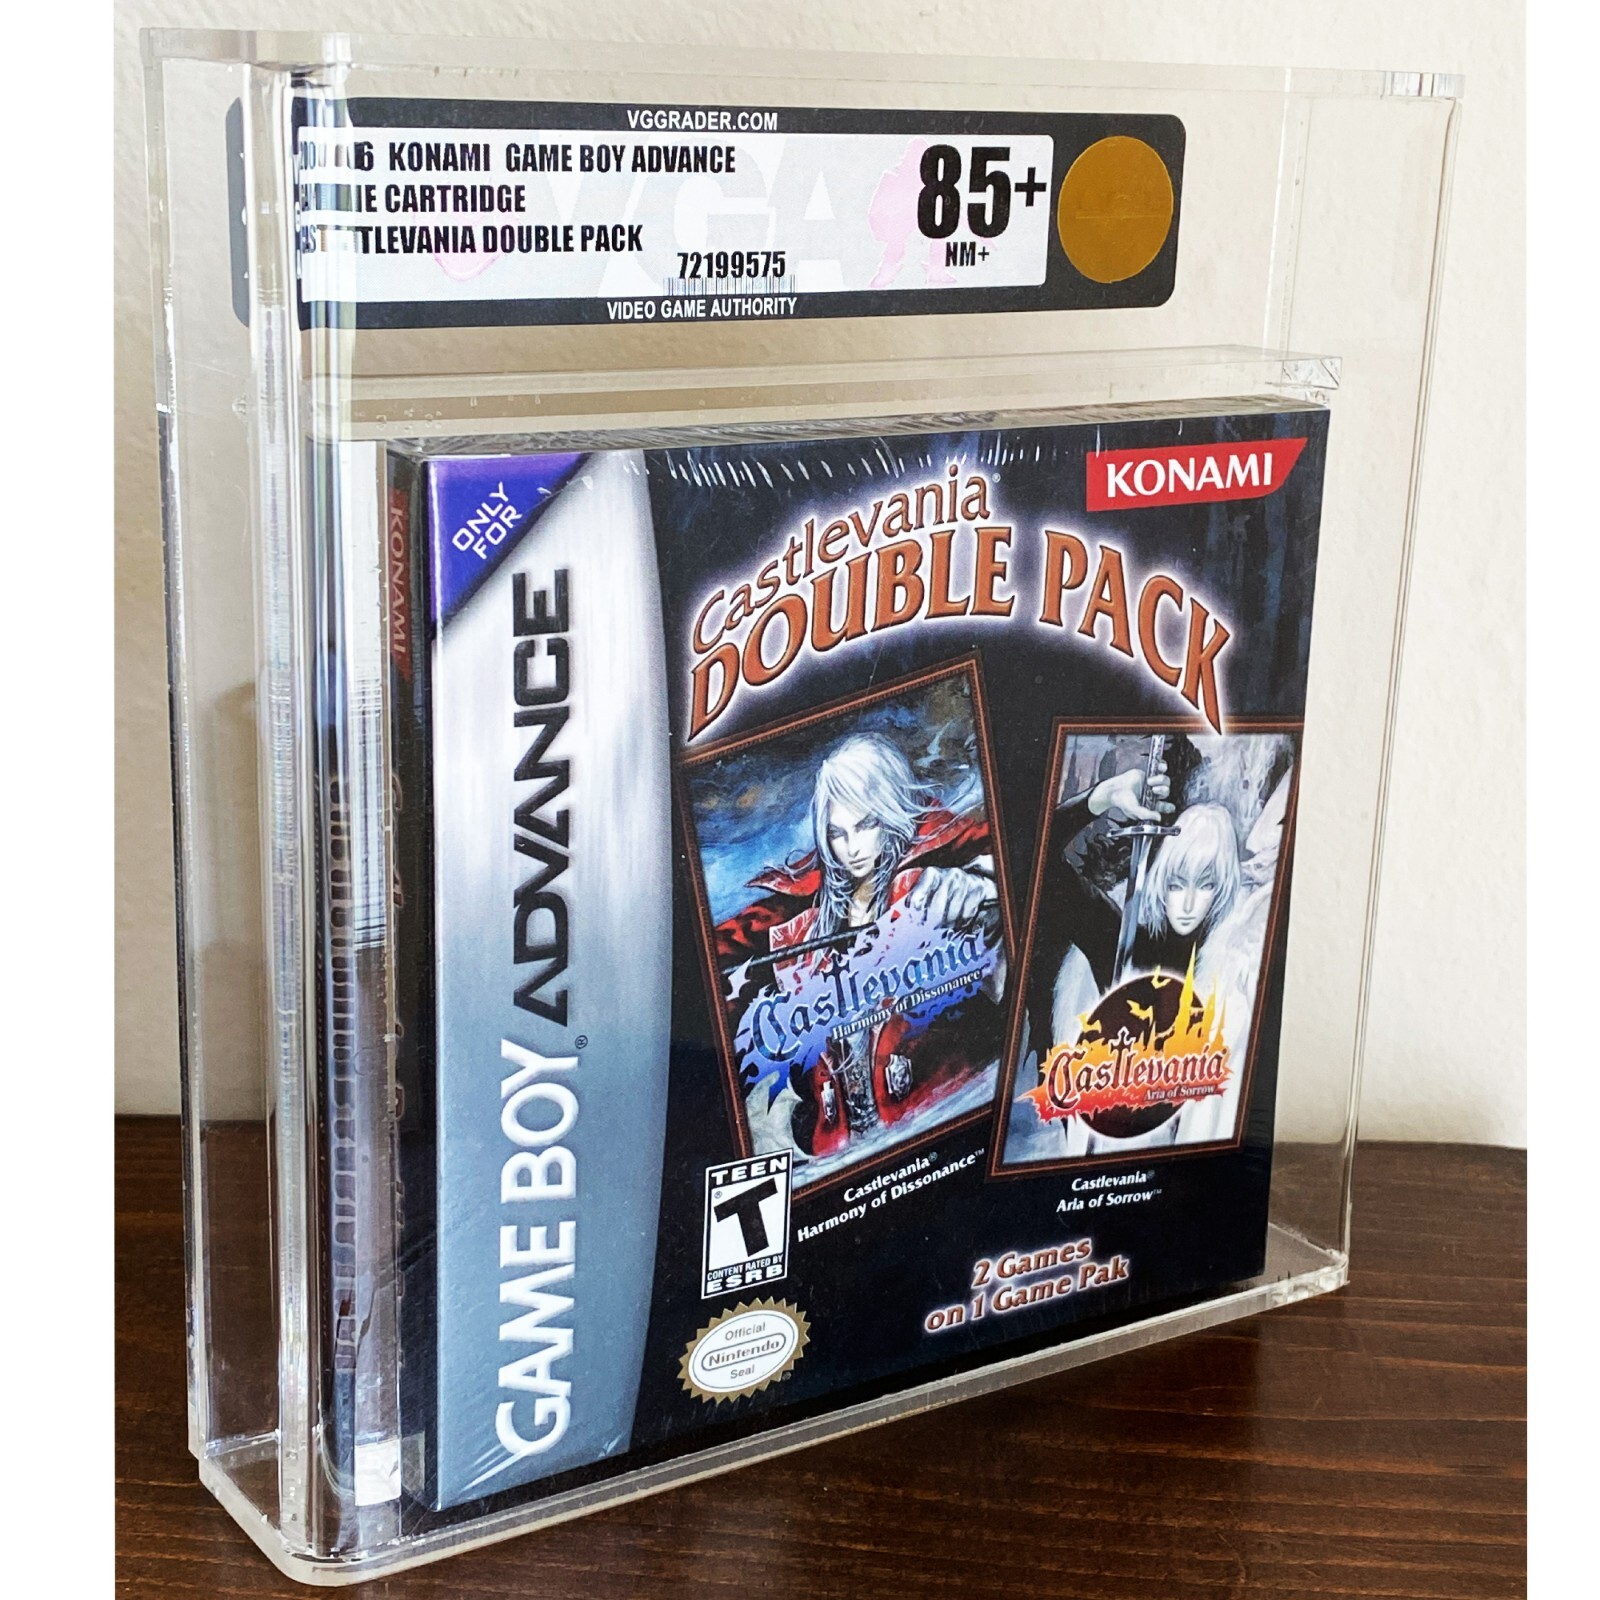 VGGRADER.COM
KONAMI GAME BOY ADVANCE
CARTRIDGE
TLEVANIA DOUBLE PACK
85+
NM+
72199575
VIDEO GAME AUTHORITY
KONAMI
ONLY
FOR
GAME BOY® ADVANCE
KONAMI
Castlevania®
DOUBLE PACK
Castlevania
Harmony of Dissonance
Castlevania
Aria of Sorrow
Castlevania®
Harmony of Dissonance™
Castlevania®
Aria of Sorrow™
TEEN
T
CONTENT RATED BY
ESRB
2 Games
on 1 Game Pak
Official
Nintendo
Seal